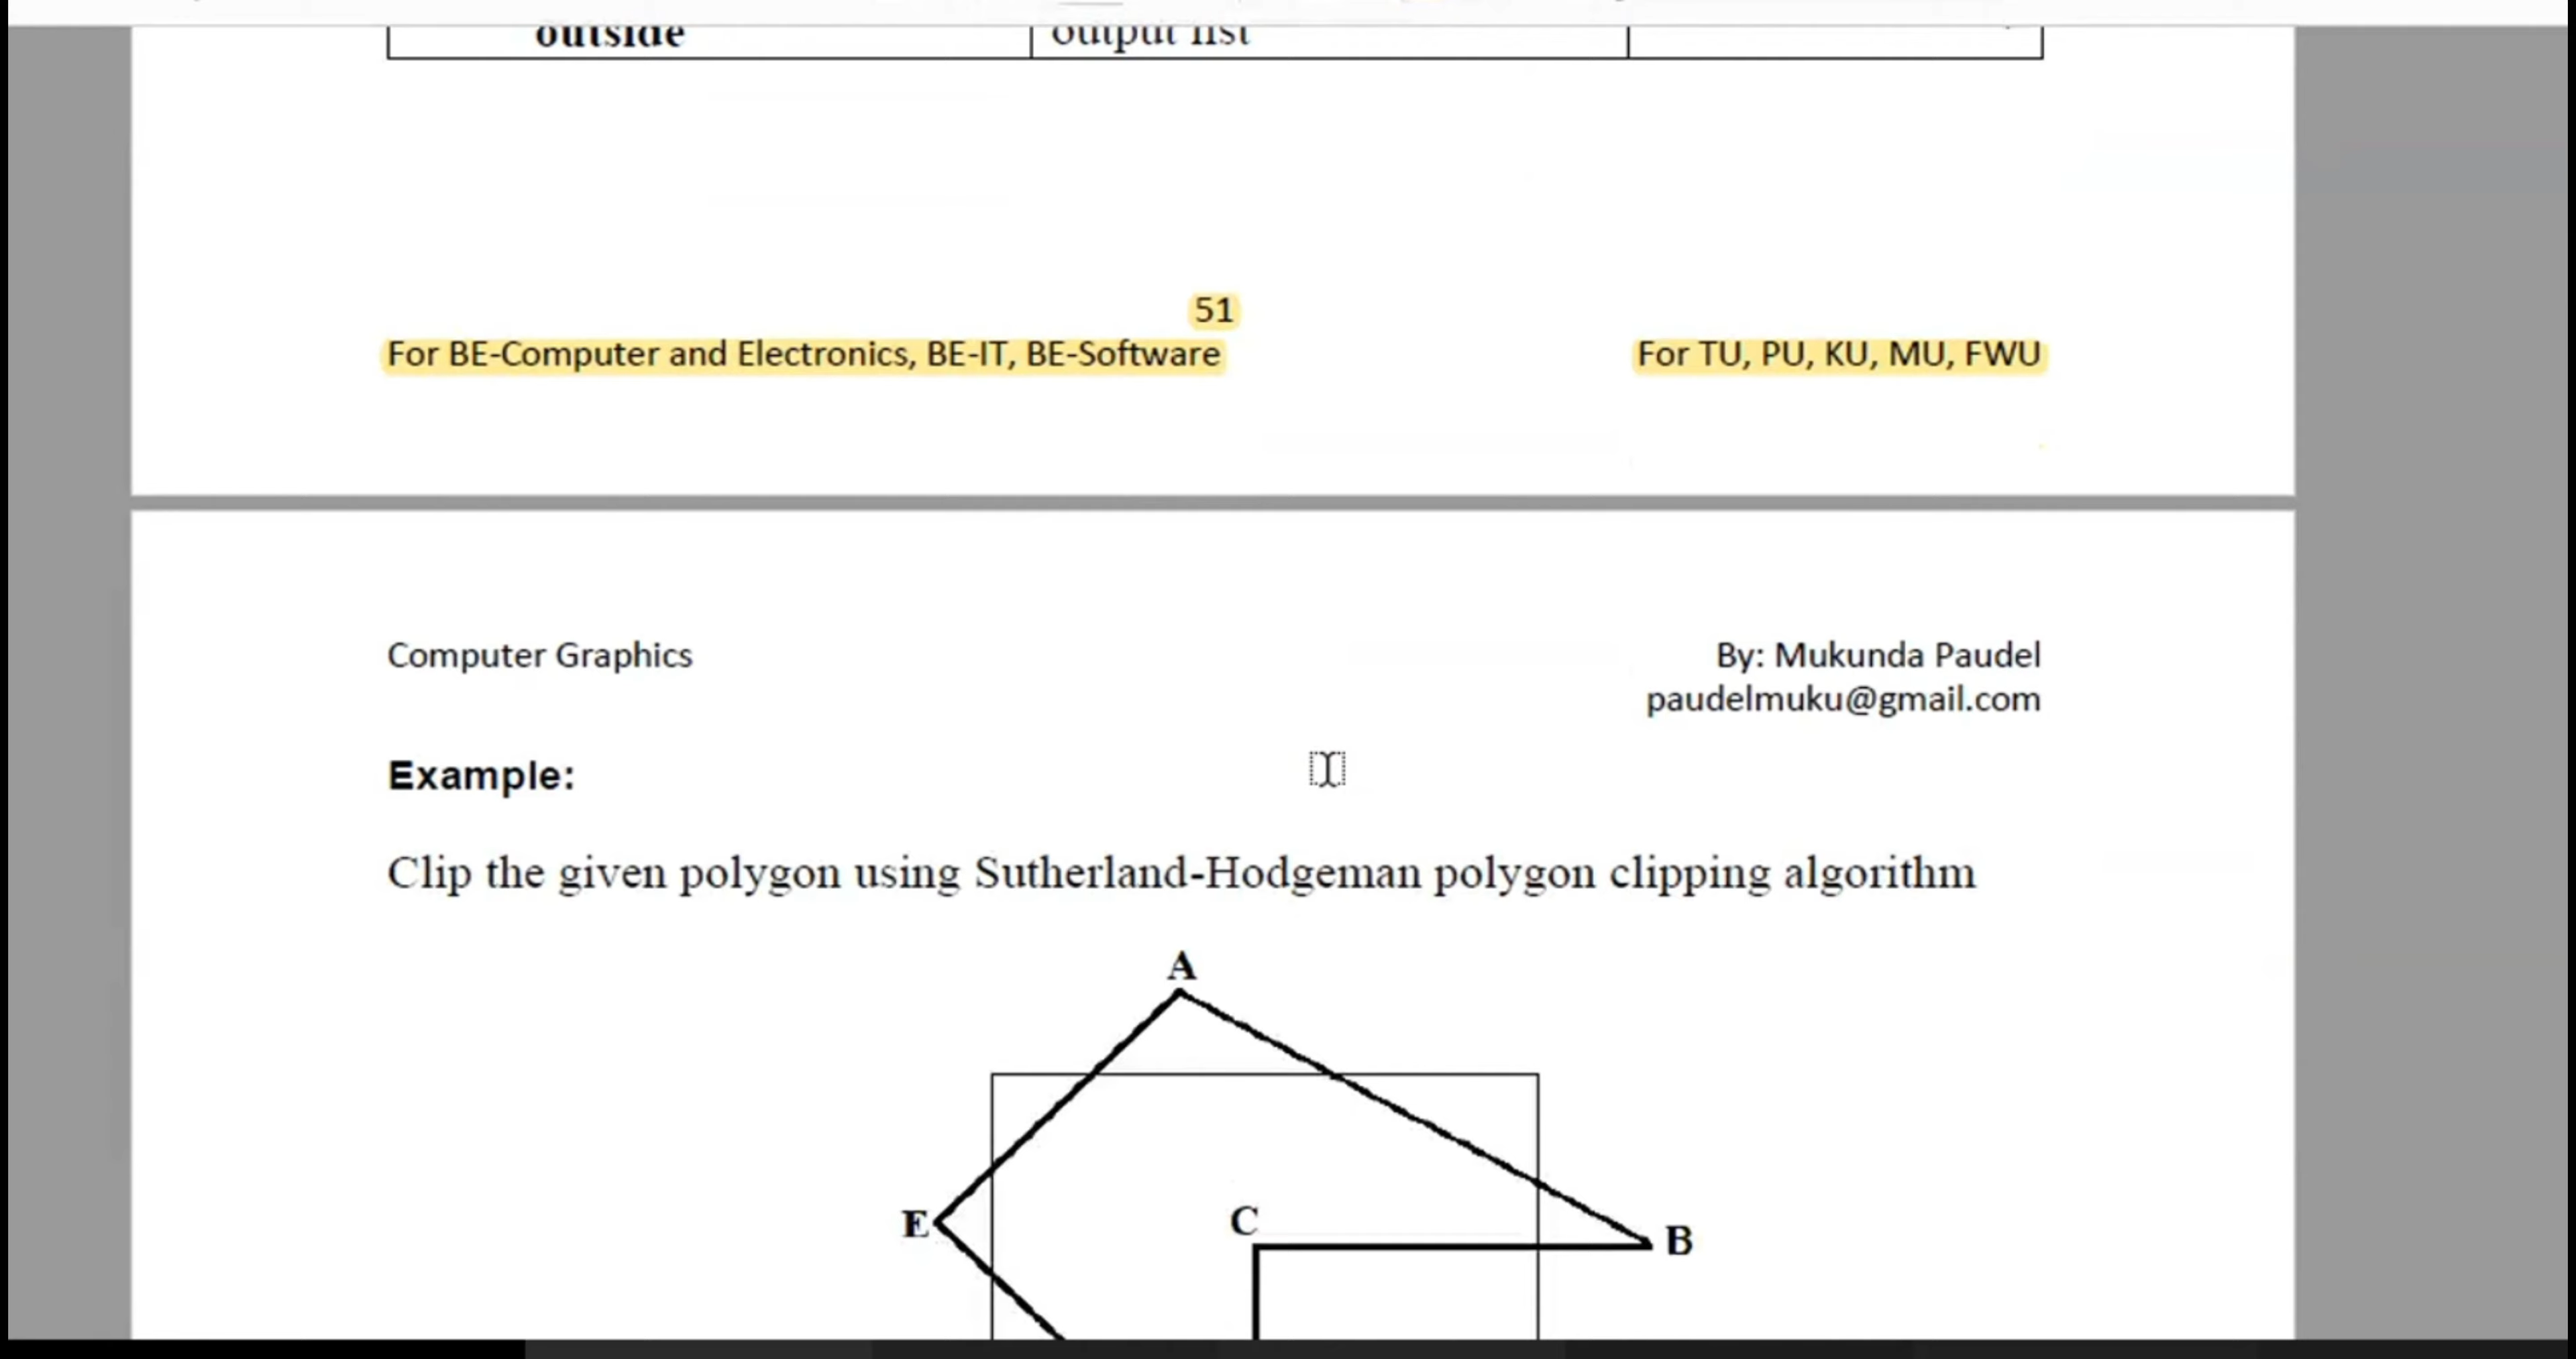 outside output list
51
For BE-Computer and Electronics, BE-IT, BE-Software For TU, PU, KU, MU, FWU
Computer Graphics By: Mukunda Paudel
paudelmuku@gmail.com
Example:
Clip the given polygon using Sutherland-Hodgeman polygon clipping algorithm
A
E C B